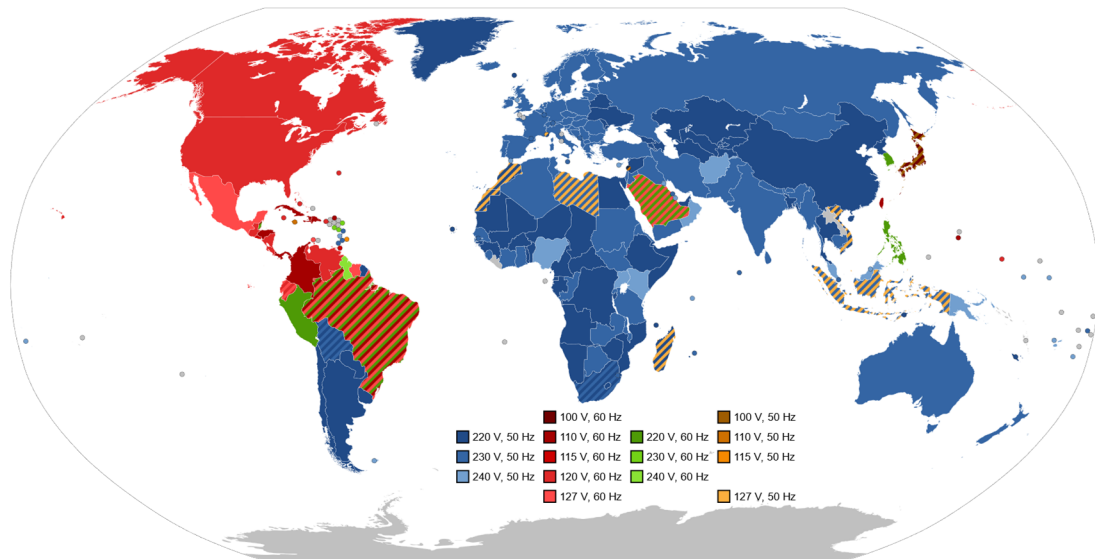 100 V, 60 Hz
100 V, 50 Hz
220 V, 50 Hz
110 V, 60 Hz
220 V, 60 Hz
110 V, 50 Hz
230 V, 50 Hz
115 V, 60 Hz
230 V, 60 Hz
115 V, 50 Hz
240 V, 50 Hz
120 V, 60 Hz
240 V, 60 Hz
127 V, 60 Hz
127 V, 50 Hz